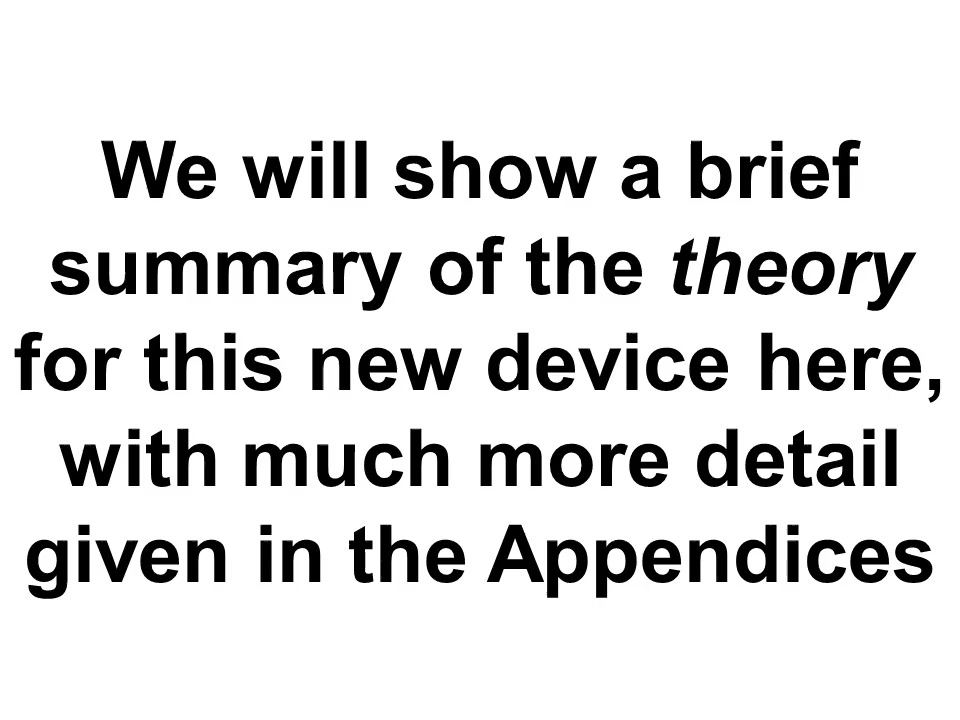 We will show a brief
summary of the theory
for this new device here,
with much more detail
given in the Appendices